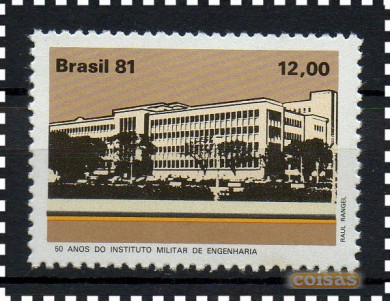 Brasil 81 12,00
50 ANOS DO INSTITUTO MILITAR DE ENGENHARIA
RAUL RANGEL
coisas